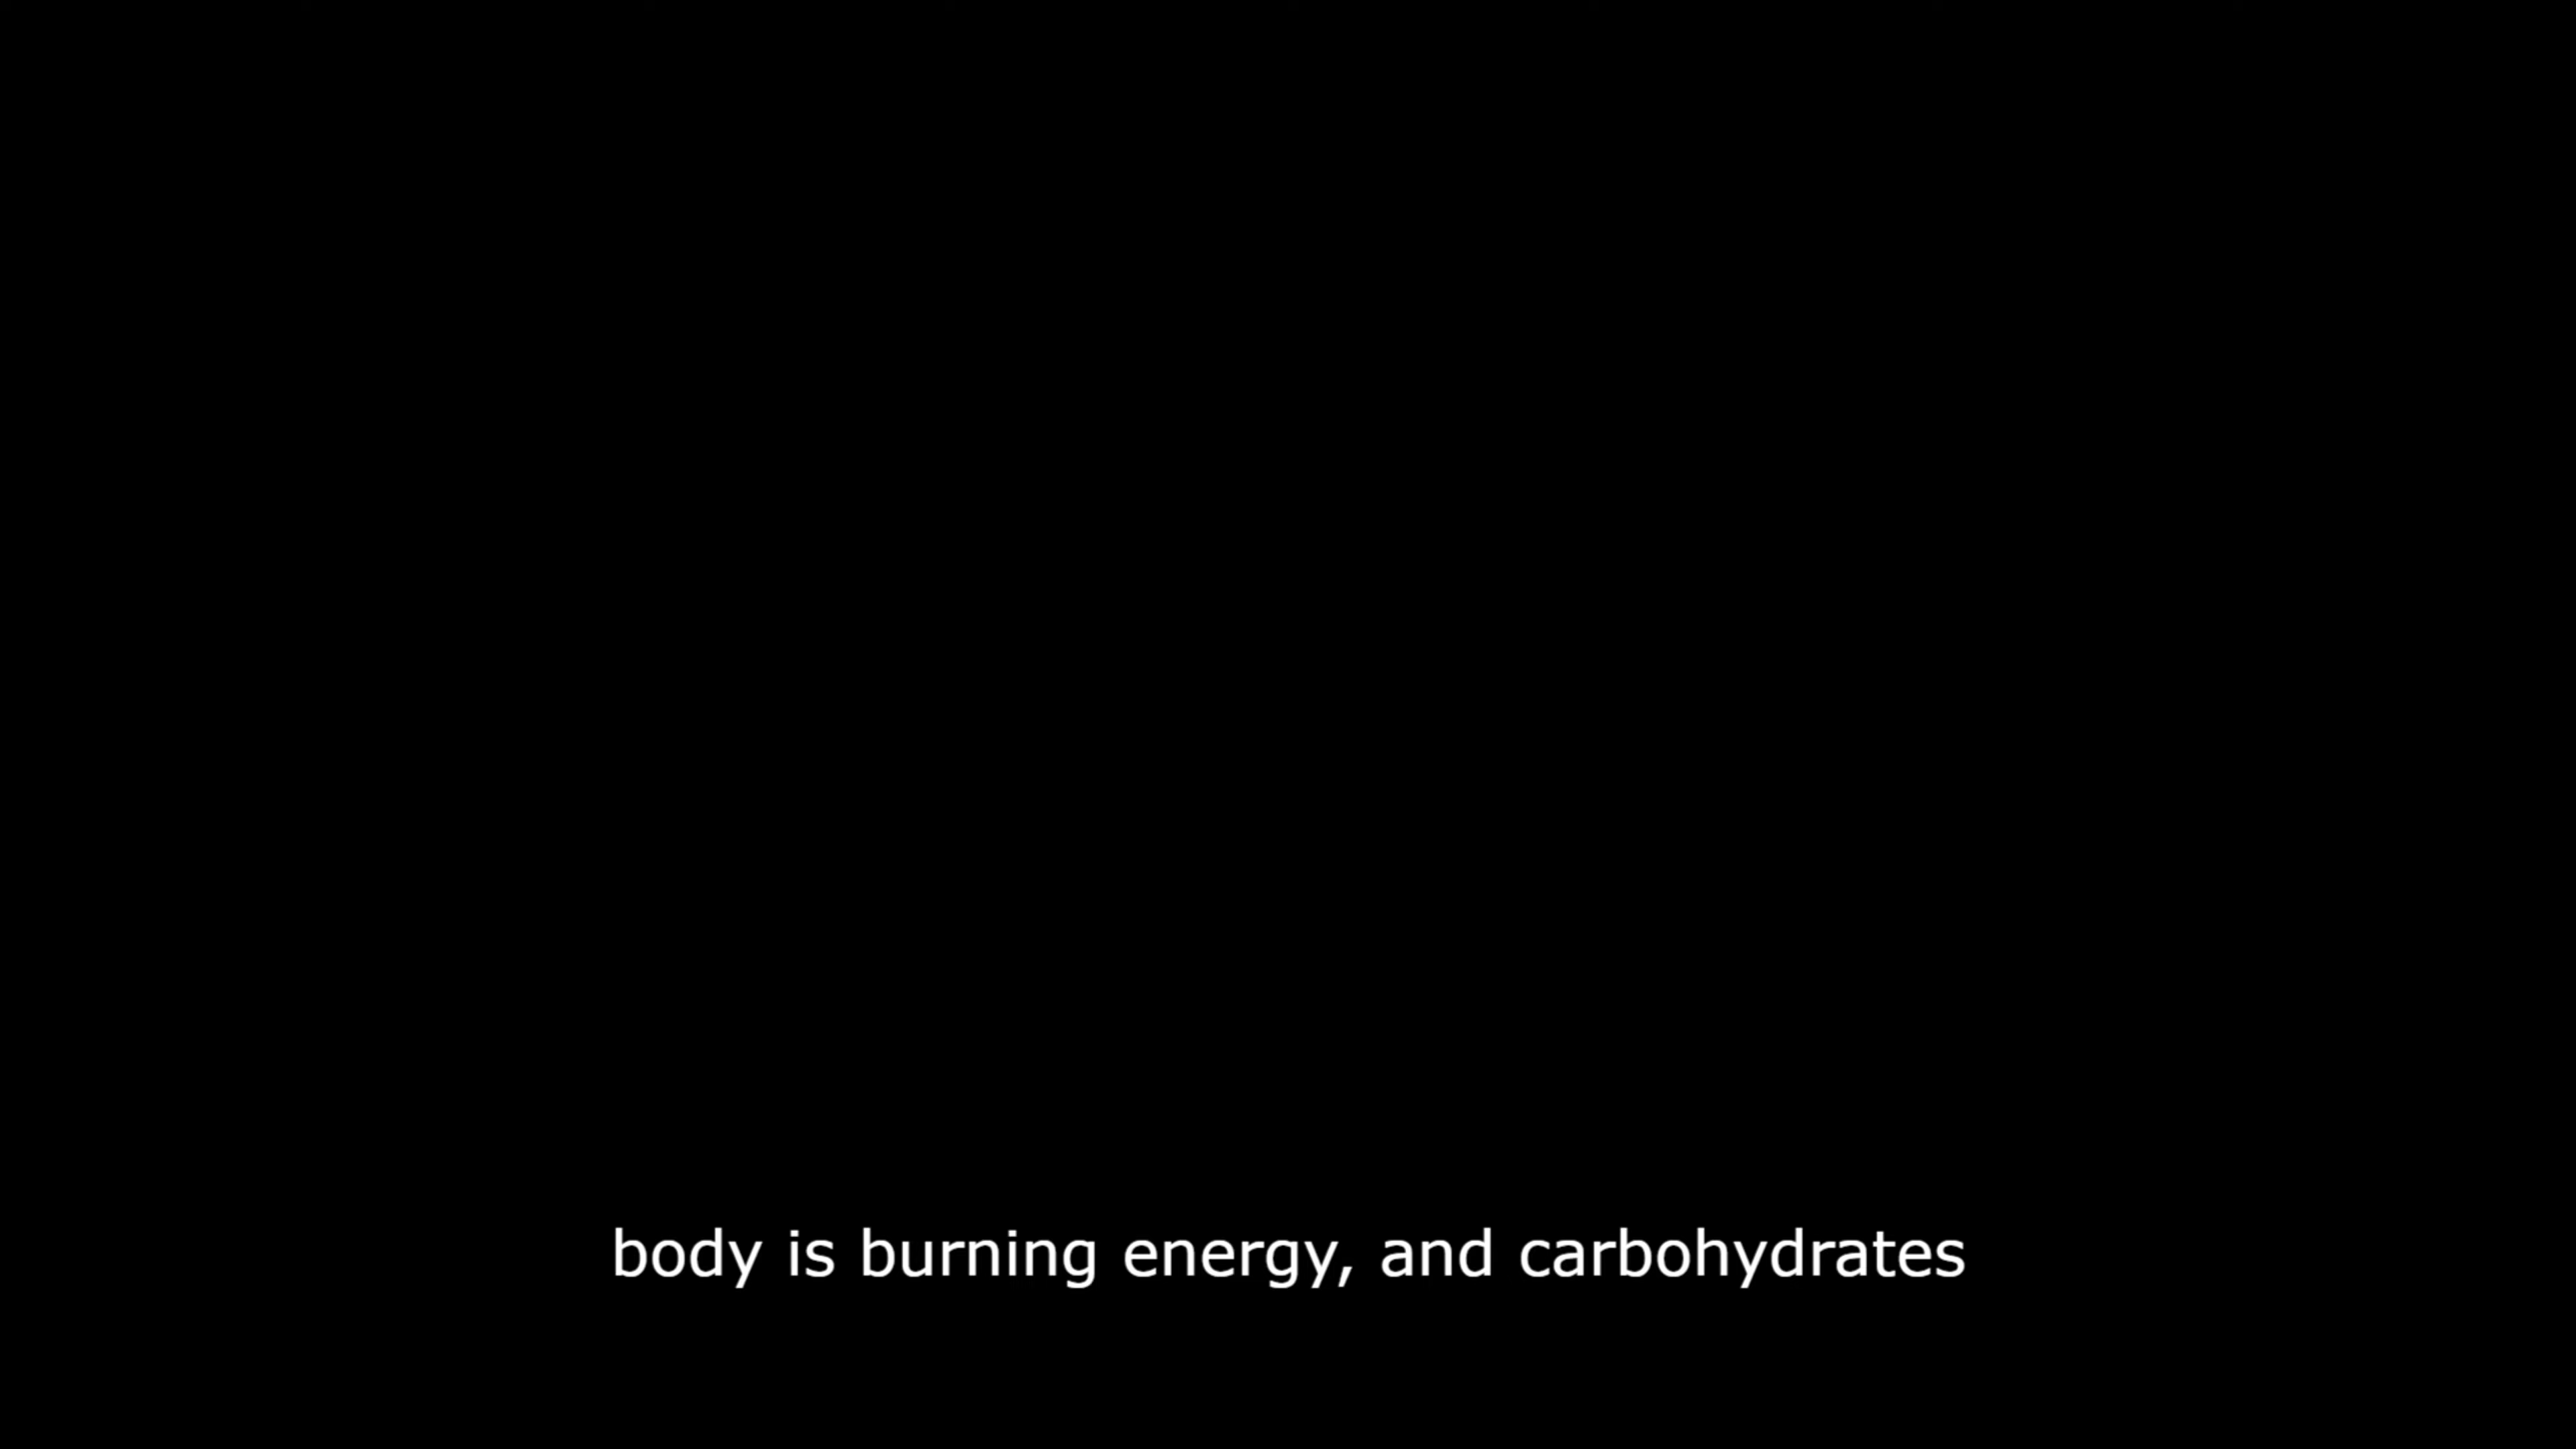 body is burning energy, and carbohydrates